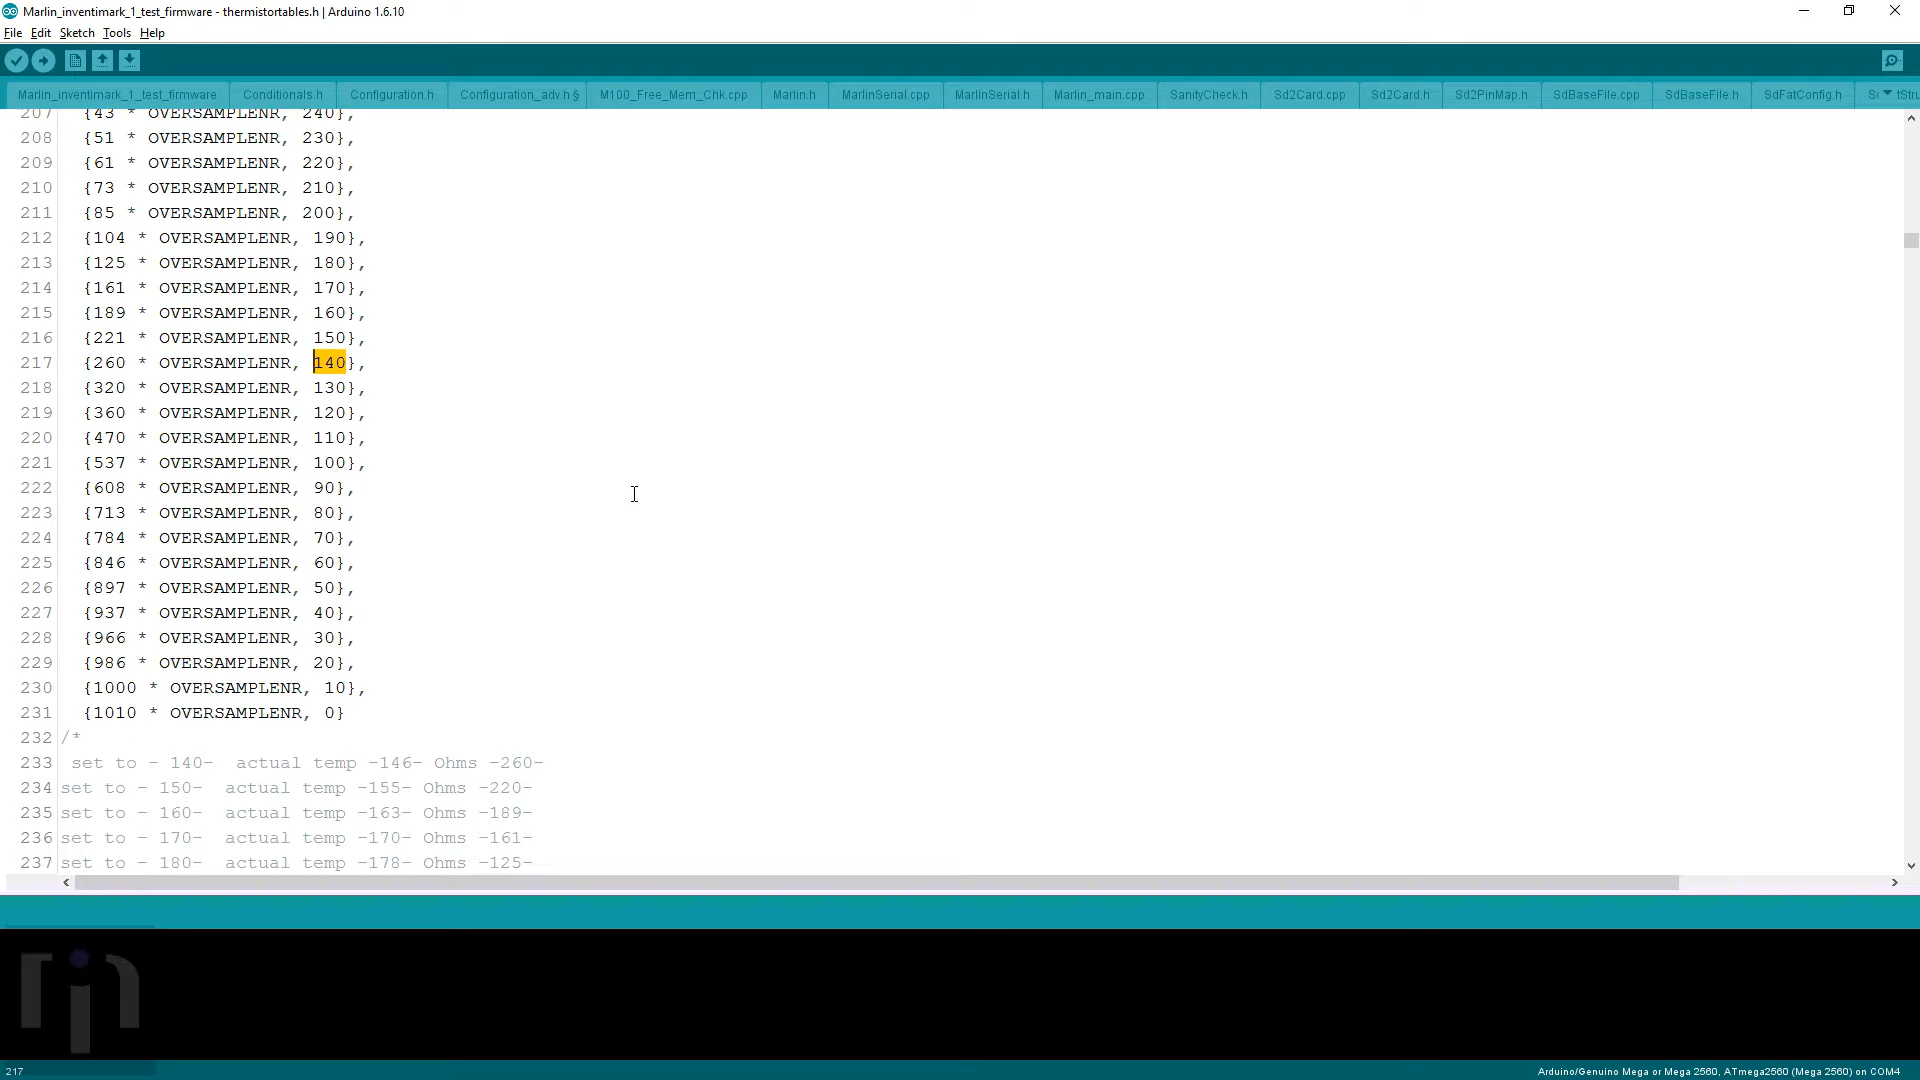 Marlin_inventimark_1_test_firmware - thermistortables.h | Arduino 1.6.10
File Edit Sketch Tools Help
Marlin_inventimark_1_test_firmware Conditionals.h Configuration.h Configuration_adv.h § M100_Free_Mem_Chk.cpp Marlin.h MarlinSerial.cpp MarlinSerial.h Marlin_main.cpp SanityCheck.h Sd2Card.cpp Sd2Card.h Sd2PinMap.h SdBaseFile.cpp SdBaseFile.h SdFatConfig.h
207 {43 * OVERSAMPLENR, 240},
208 {51 * OVERSAMPLENR, 230},
209 {61 * OVERSAMPLENR, 220},
210 {73 * OVERSAMPLENR, 210},
211 {85 * OVERSAMPLENR, 200},
212 {104 * OVERSAMPLENR, 190},
213 {125 * OVERSAMPLENR, 180},
214 {161 * OVERSAMPLENR, 170},
215 {189 * OVERSAMPLENR, 160},
216 {221 * OVERSAMPLENR, 150},
217 {260 * OVERSAMPLENR, 140},
218 {320 * OVERSAMPLENR, 130},
219 {360 * OVERSAMPLENR, 120},
220 {470 * OVERSAMPLENR, 110},
221 {537 * OVERSAMPLENR, 100},
222 {608 * OVERSAMPLENR, 90},
223 {713 * OVERSAMPLENR, 80},
224 {784 * OVERSAMPLENR, 70},
225 {846 * OVERSAMPLENR, 60},
226 {897 * OVERSAMPLENR, 50},
227 {937 * OVERSAMPLENR, 40},
228 {966 * OVERSAMPLENR, 30},
229 {986 * OVERSAMPLENR, 20},
230 {1000 * OVERSAMPLENR, 10},
231 {1010 * OVERSAMPLENR, 0}
232 /*
233 set to - 140- actual temp -146- Ohms -260-
234 set to - 150- actual temp -155- Ohms -220-
235 set to - 160- actual temp -163- Ohms -189-
236 set to - 170- actual temp -170- Ohms -161-
237 set to - 180- actual temp -178- Ohms -125-
217 Arduino/Genuino Mega or Mega 2560, ATmega2560 (Mega 2560) on COM4